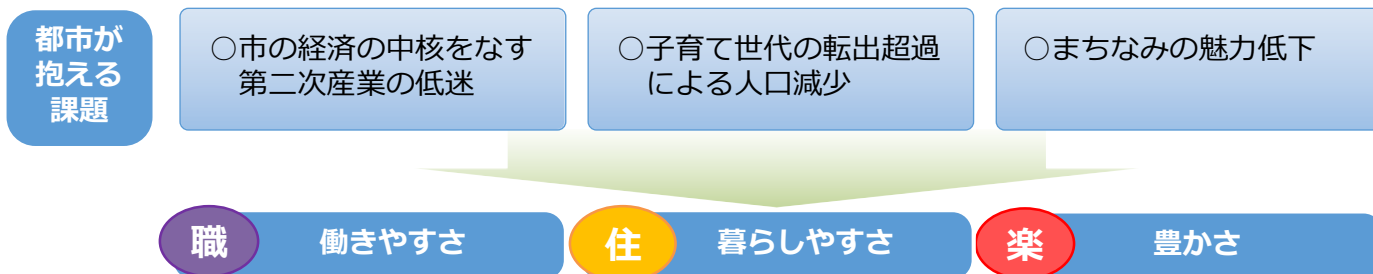 都市が
抱える
課題
○市の経済の中核をなす
第二次産業の低迷
○子育て世代の転出超過
による人口減少
○まちなみの魅力低下
職 働きやすさ
住 暮らしやすさ
楽 豊かさ